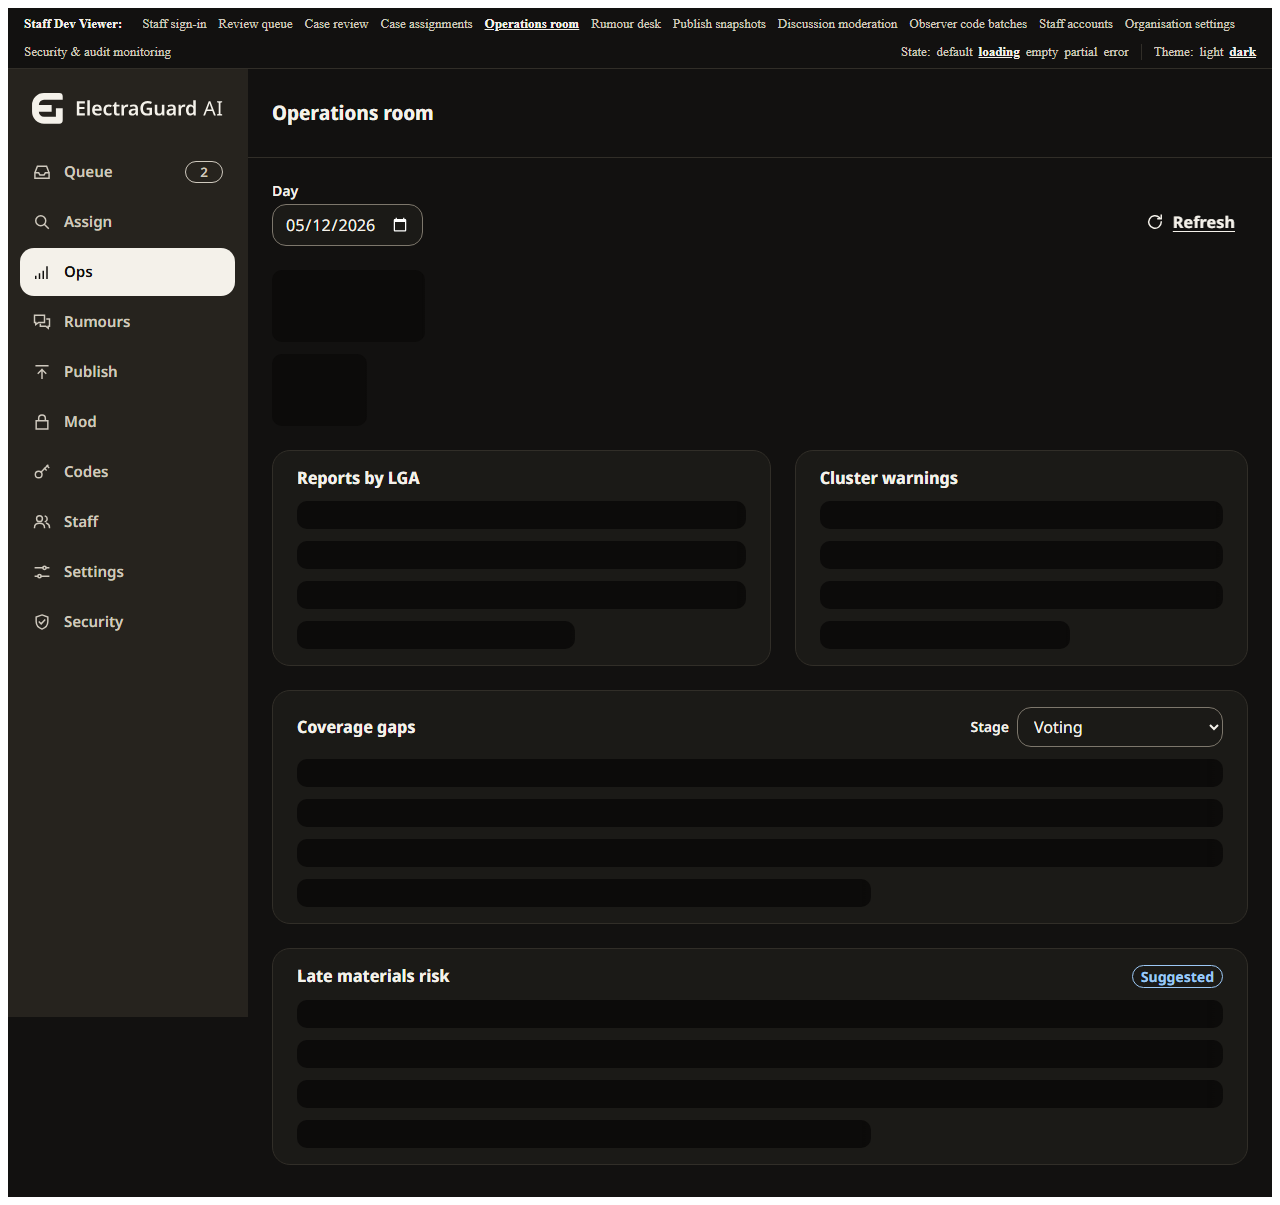 Staff Dev Viewer: Staff sign-in Review queue Case review Case assignments Operations room Rumour desk Publish snapshots Discussion moderation Observer code batches Staff accounts Organisation settings
Security & audit monitoring State: default loading empty partial error Theme: light dark
ElectraGuard AI
Operations room
Queue 2
Assign
Ops
Rumours
Publish
Mod
Codes
Staff
Settings
Security
Day
05/12/2026
Refresh
Reports by LGA
Cluster warnings
Coverage gaps
Stage Voting
Late materials risk
Suggested